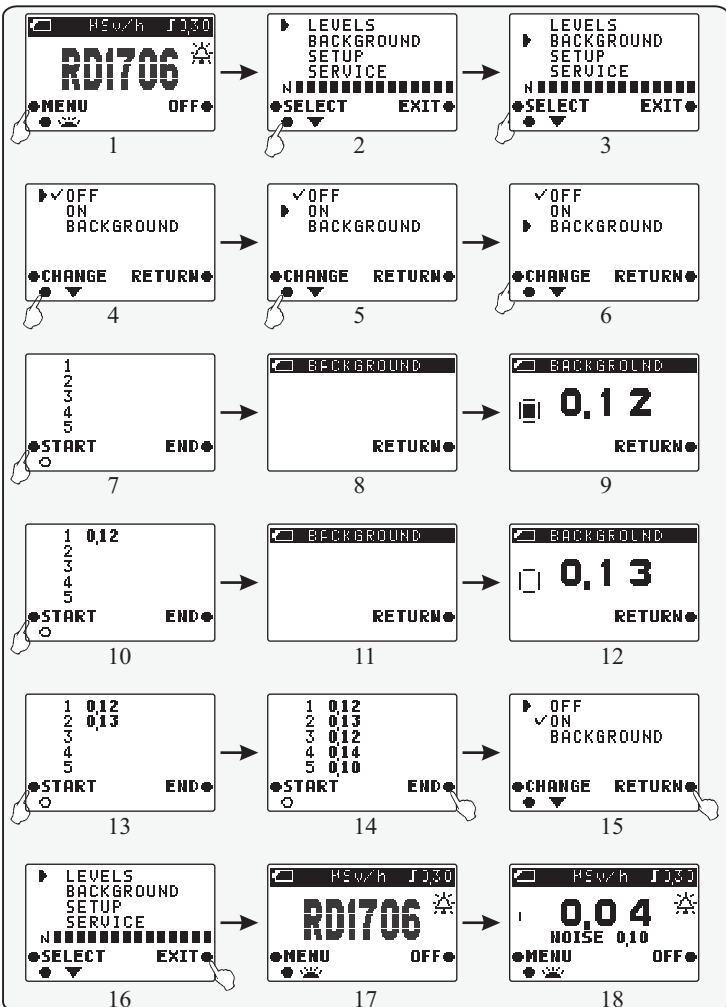 µSv/h 0,30
RD1706
MENU OFF
1
LEVELS
BACKGROUND
SETUP
SERVICE
N
SELECT EXIT
2
LEVELS
BACKGROUND
SETUP
SERVICE
N
SELECT EXIT
3
✓OFF
ON
BACKGROUND
CHANGE RETURN
4
✓OFF
ON
BACKGROUND
CHANGE RETURN
5
✓OFF
ON
BACKGROUND
CHANGE RETURN
6
1
2
3
4
5
START END
7
BACKGROUND
RETURN
8
BACKGROUND
0,12
RETURN
9
1 0,12
2
3
4
5
START END
10
BACKGROUND
RETURN
11
BACKGROUND
0,13
RETURN
12
1 0,12
2 0,13
3
4
5
START END
13
1 0,12
2 0,13
3 0,12
4 0,14
5 0,10
START END
14
OFF
✓ON
BACKGROUND
CHANGE RETURN
15
LEVELS
BACKGROUND
SETUP
SERVICE
N
SELECT EXIT
16
µSv/h 0,30
RD1706
MENU OFF
17
µSv/h 0,30
0,04
NOISE 0,10
MENU OFF
18